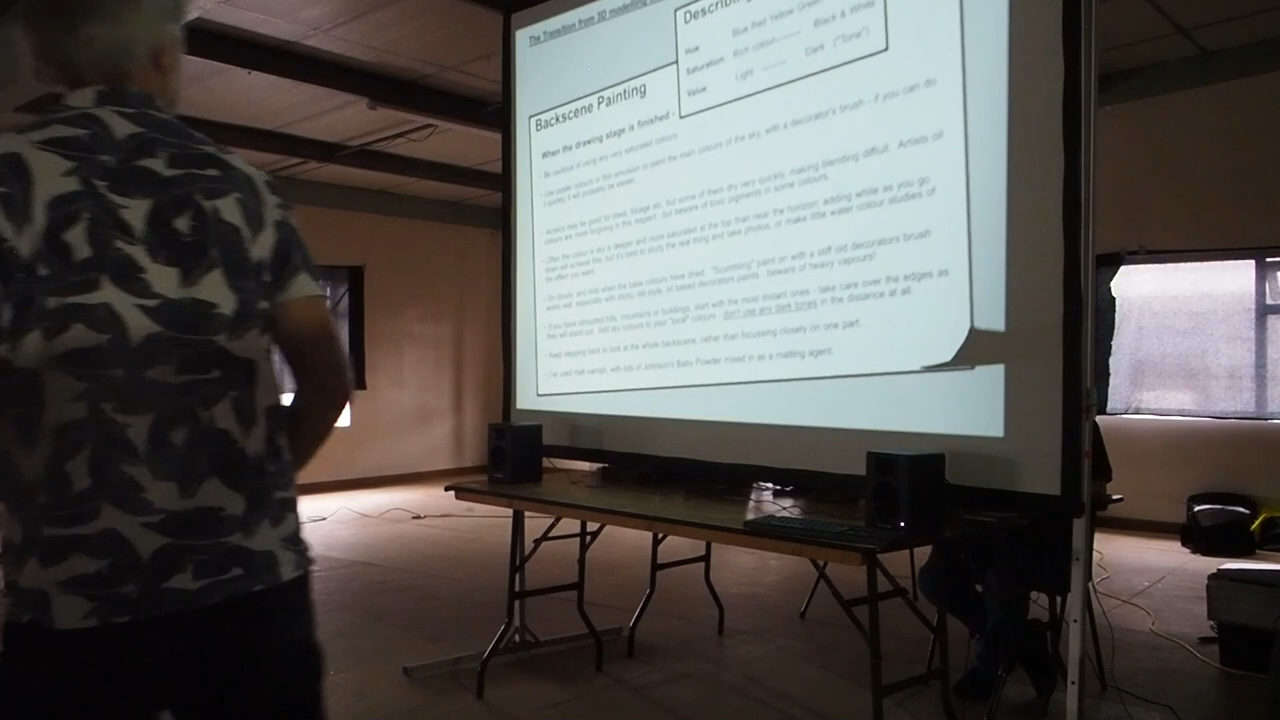 The Transition from 3D modelling
Describing
Hue: Blue Red Yellow Green
Saturation: Rich colour -------- Black & White
Value: Light -------- Dark ("Tone")
Backscene Painting
When the drawing stage is finished -
- Be cautious of using any very saturated colours
- Use poster colours or thin emulsion to paint the main colours of the sky, with a decorator's brush - if you can do
it quickly, it will probably be easier.
- Acrylics may be good for trees, foliage etc, but some of them dry very quickly, making blending difficult. Artists oil
colours are more forgiving in this respect - but beware of toxic pigments in some colours.
- Often the colour in sky is deeper and more saturated at the top than near the horizon; adding white as you go
down will achieve this, but it's best to study the real thing and take photos, or make little water colour studies of
the effect you want.
- Do clouds and mist when the base colours have dried. "Scumbling" paint on with a stiff old decorators brush
works well, especially with sticky old style, oil based decorators paints - beware of heavy vapours!
- If you have silhouetted hills, mountains or buildings, start with the most distant ones - take care over the edges as
they will stand out. Add sky colours to your "local" colours - don't use any dark tones in the distance at all.
- Keep stepping back to look at the whole backscene, rather than focussing closely on one part.
- I've used matt varnish, with lots of Johnson's Baby Powder mixed in as a matting agent.